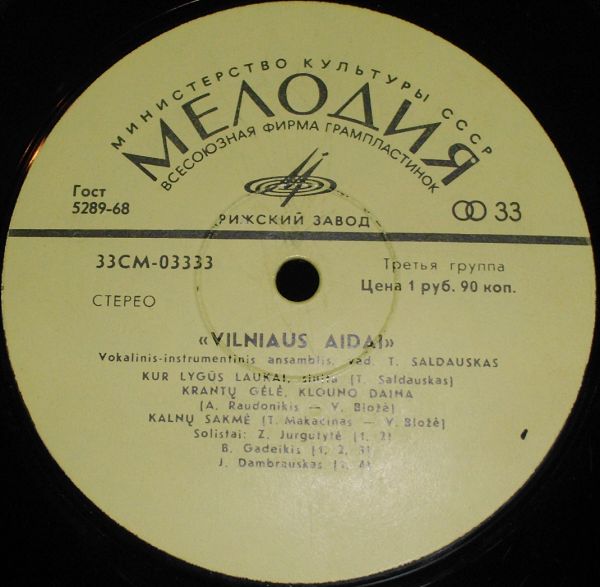 МИНИСТЕРСТВО КУЛЬТУРЫ СССР
МЕЛОДИЯ
ВСЕСОЮЗНАЯ ФИРМА ГРАМПЛАСТИНОК
Гост
5289-68
РИЖСКИЙ ЗАВОД
33
33СМ-03333
СТЕРЕО
Третья группа
Цена 1 руб. 90 коп.
«VILNIAUS AIDAI»
Vokalinis-instrumentinis ansamblis, vad. T. SALDAUSKAS
KUR LYGŪS LAUKAI, siuita (T. Saldauskas)
KRANTŲ GĖLĖ, KLOUNO DAINA
(A. Raudonikis — V. Bložė)
KALNŲ SAKMĖ (T. Makačinas — V. Bložė)
Solistai: Z. Jurgutytė (1, 2)
B. Gadeikis (1, 2, 3)
J. Dambrauskas (1, 4)